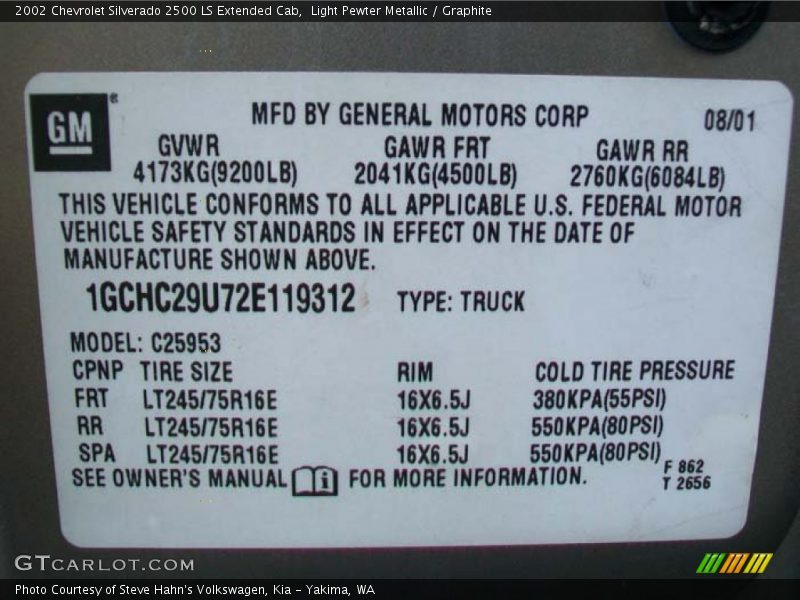 2002 Chevrolet Silverado 2500 LS Extended Cab,  Light Pewter Metallic / Graphite
GM®
MFD BY GENERAL MOTORS CORP 08/01
GVWR GAWR FRT GAWR RR
4173KG(9200LB) 2041KG(4500LB) 2760KG(6084LB)
THIS VEHICLE CONFORMS TO ALL APPLICABLE U.S. FEDERAL MOTOR
VEHICLE SAFETY STANDARDS IN EFFECT ON THE DATE OF
MANUFACTURE SHOWN ABOVE.
1GCHC29U72E119312 TYPE: TRUCK
MODEL: C25953
CPNP TIRE SIZE RIM COLD TIRE PRESSURE
FRT LT245/75R16E 16X6.5J 380KPA(55PSI)
RR LT245/75R16E 16X6.5J 550KPA(80PSI)
SPA LT245/75R16E 16X6.5J 550KPA(80PSI)
SEE OWNER'S MANUAL i FOR MORE INFORMATION.
F 862
T 2656
GTCARLOT.COM
Photo Courtesy of Steve Hahn's Volkswagen, Kia – Yakima, WA